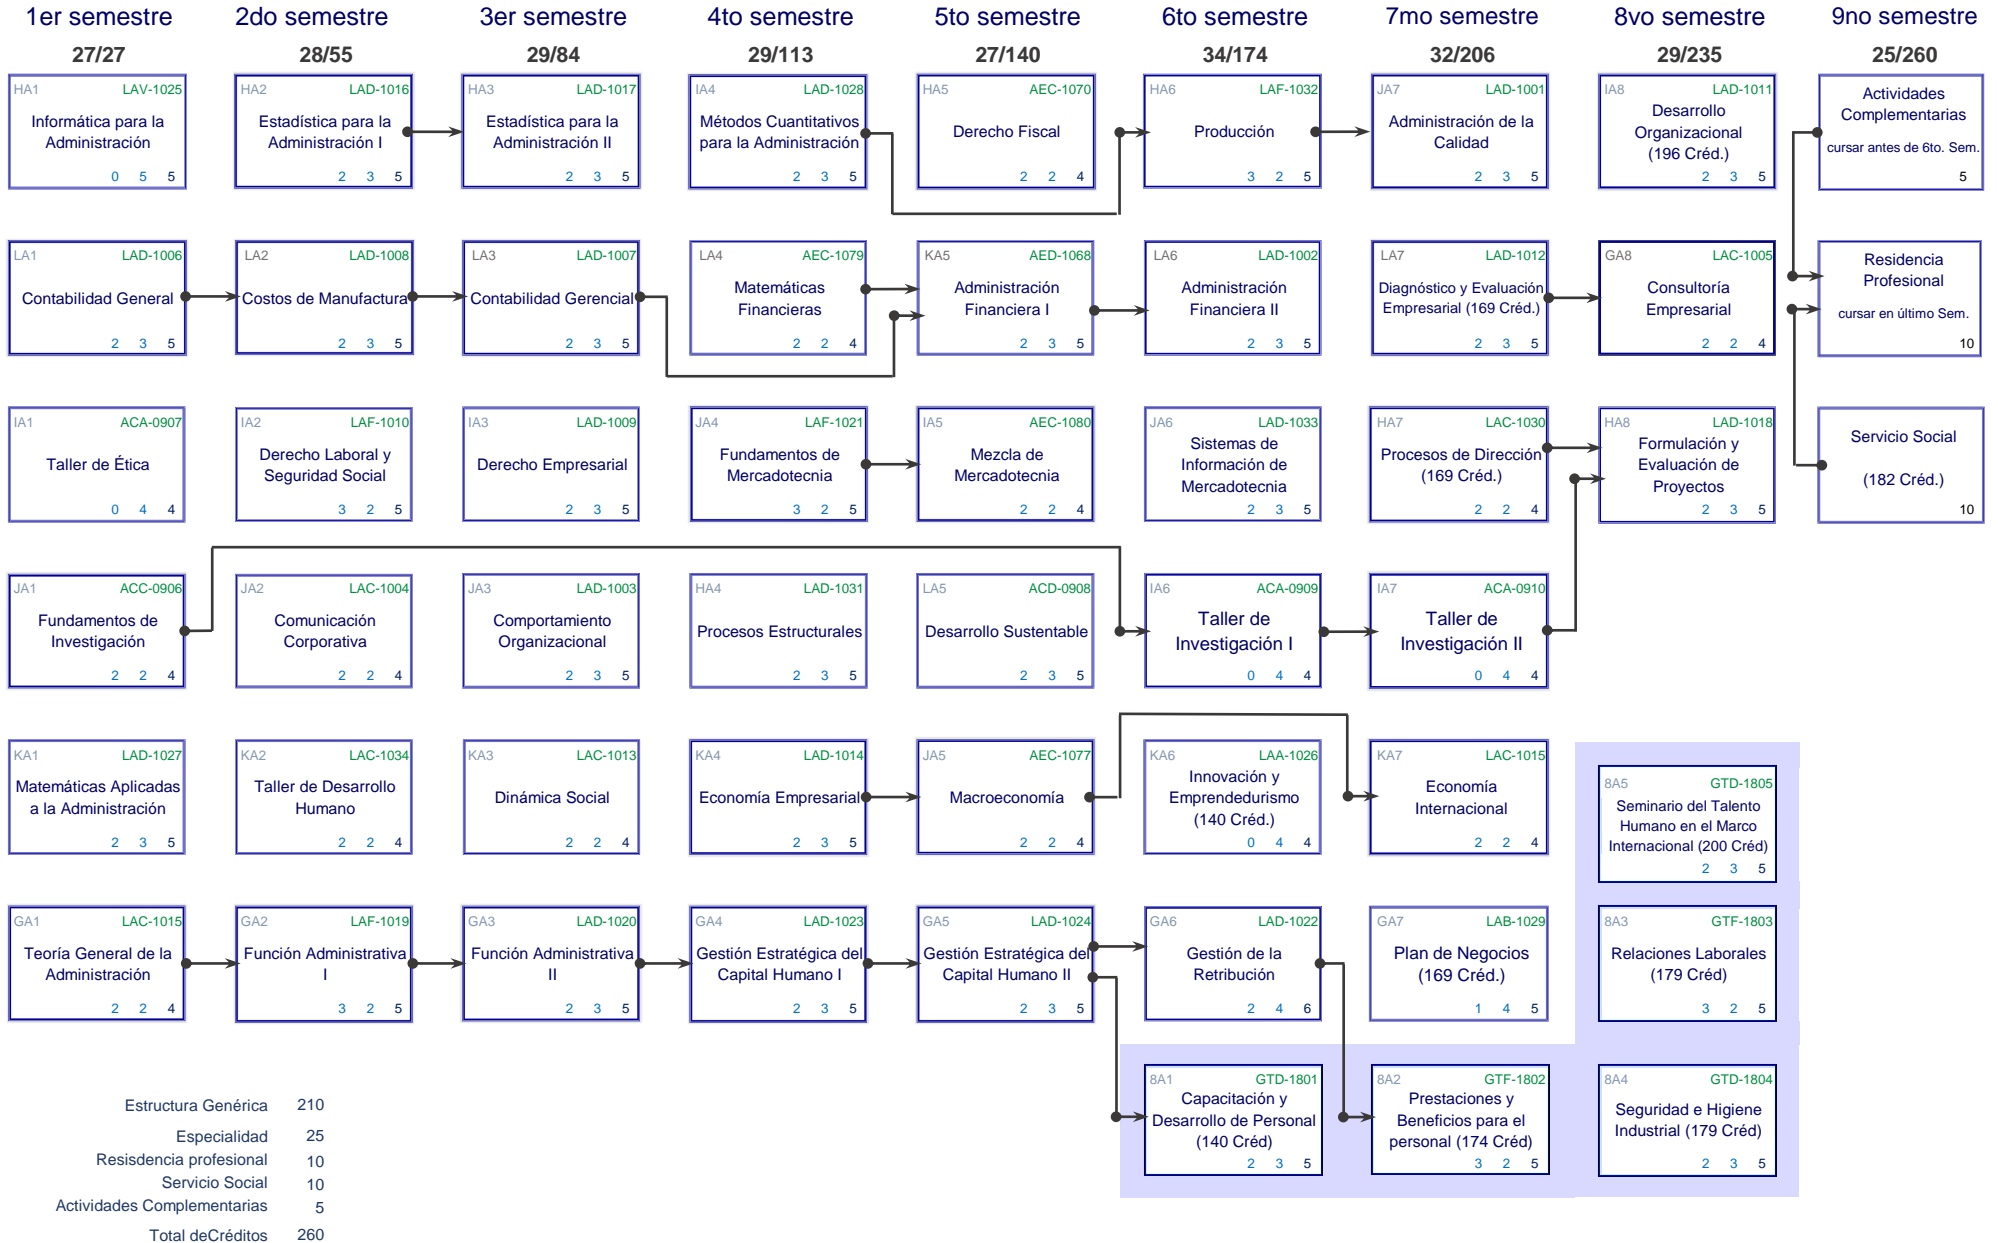 1er semestre 2do semestre 3er semestre 4to semestre 5to semestre 6to semestre 7mo semestre 8vo semestre 9no semestre
27/27 28/55 29/84 29/113 27/140 34/174 32/206 29/235 25/260
HA1 LAV-1025
Informática para la
Administración
0 5 5
HA2 LAD-1016
Estadística para la
Administración I
2 3 5
HA3 LAD-1017
Estadística para la
Administración II
2 3 5
IA4 LAD-1028
Métodos Cuantitativos
para la Administración
2 3 5
HA5 AEC-1070
Derecho Fiscal
2 2 4
HA6 LAF-1032
Producción
3 2 5
JA7 LAD-1001
Administración de la
Calidad
2 3 5
IA8 LAD-1011
Desarrollo
Organizacional
(196 Créd.)
2 3 5
Actividades
Complementarias
cursar antes de 6to. Sem.
5
LA1 LAD-1006
Contabilidad General
2 3 5
LA2 LAD-1008
Costos de Manufactura
2 3 5
LA3 LAD-1007
Contabilidad Gerencial
2 3 5
LA4 AEC-1079
Matemáticas
Financieras
2 2 4
KA5 AED-1068
Administración
Financiera I
2 3 5
LA6 LAD-1002
Administración
Financiera II
2 3 5
LA7 LAD-1012
Diagnóstico y Evaluación
Empresarial (169 Créd.)
2 3 5
GA8 LAC-1005
Consultoría
Empresarial
2 2 4
Residencia
Profesional
cursar en último Sem.
10
IA1 ACA-0907
Taller de Ética
0 4 4
IA2 LAF-1010
Derecho Laboral y
Seguridad Social
3 2 5
IA3 LAD-1009
Derecho Empresarial
2 3 5
JA4 LAF-1021
Fundamentos de
Mercadotecnia
3 2 5
IA5 AEC-1080
Mezcla de
Mercadotecnia
2 2 4
JA6 LAD-1033
Sistemas de
Información de
Mercadotecnia
2 3 5
HA7 LAC-1030
Procesos de Dirección
(169 Créd.)
2 2 4
HA8 LAD-1018
Formulación y
Evaluación de
Proyectos
2 3 5
Servicio Social
(182 Créd.)
10
JA1 ACC-0906
Fundamentos de
Investigación
2 2 4
JA2 LAC-1004
Comunicación
Corporativa
2 2 4
JA3 LAD-1003
Comportamiento
Organizacional
2 3 5
HA4 LAD-1031
Procesos Estructurales
2 3 5
LA5 ACD-0908
Desarrollo Sustentable
2 3 5
IA6 ACA-0909
Taller de
Investigación I
0 4 4
IA7 ACA-0910
Taller de
Investigación II
0 4 4
KA1 LAD-1027
Matemáticas Aplicadas
a la Administración
2 3 5
KA2 LAC-1034
Taller de Desarrollo
Humano
2 2 4
KA3 LAC-1013
Dinámica Social
2 2 4
KA4 LAD-1014
Economía Empresarial
2 3 5
JA5 AEC-1077
Macroeconomía
2 2 4
KA6 LAA-1026
Innovación y
Emprendedurismo
(140 Créd.)
0 4 4
KA7 LAC-1015
Economía
Internacional
2 2 4
8A5 GTD-1805
Seminario del Talento
Humano en el Marco
Internacional (200 Créd)
2 3 5
GA1 LAC-1015
Teoría General de la
Administración
2 2 4
GA2 LAF-1019
Función Administrativa
I
3 2 5
GA3 LAD-1020
Función Administrativa
II
2 3 5
GA4 LAD-1023
Gestión Estratégica del
Capital Humano I
2 3 5
GA5 LAD-1024
Gestión Estratégica del
Capital Humano II
2 3 5
GA6 LAD-1022
Gestión de la
Retribución
2 4 6
GA7 LAB-1029
Plan de Negocios
(169 Créd.)
1 4 5
8A3 GTF-1803
Relaciones Laborales
(179 Créd)
3 2 5
8A1 GTD-1801
Capacitación y
Desarrollo de Personal
(140 Créd)
2 3 5
8A2 GTF-1802
Prestaciones y
Beneficios para el
personal (174 Créd)
3 2 5
8A4 GTD-1804
Seguridad e Higiene
Industrial (179 Créd)
2 3 5
Estructura Genérica 210
Especialidad 25
Resisdencia profesional 10
Servicio Social 10
Actividades Complementarias 5
Total deCréditos 260